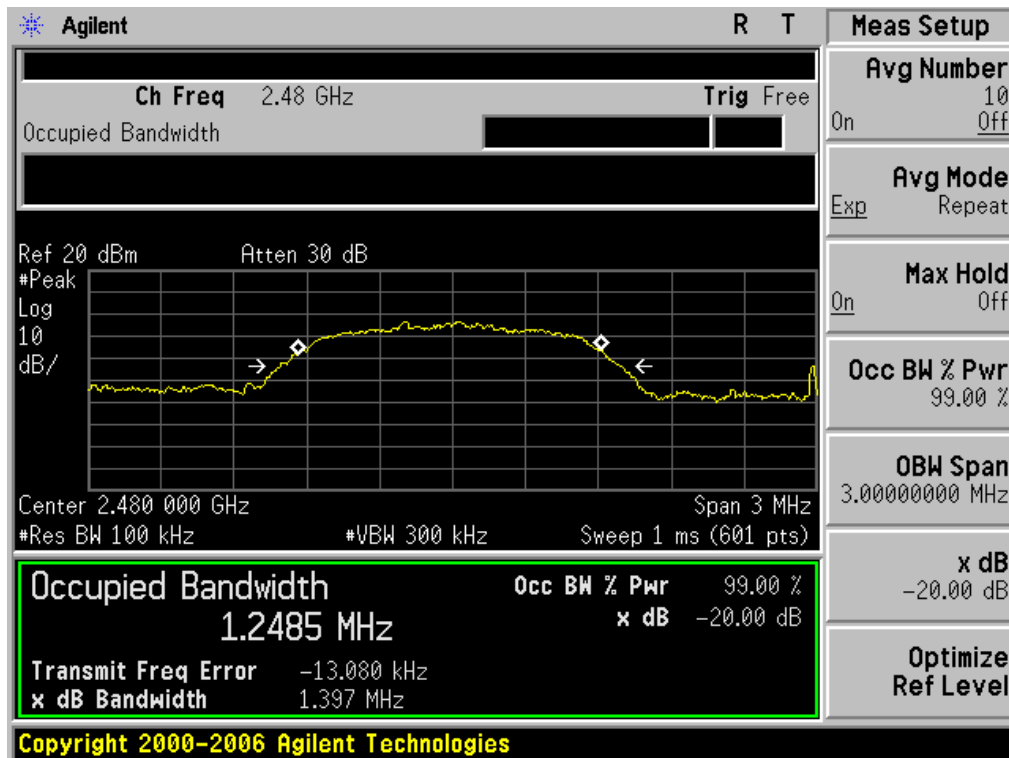 Agilent R T
Ch Freq 2.48 GHz Trig Free
Occupied Bandwidth
Ref 20 dBm Atten 30 dB
#Peak
Log
10
dB/
Center 2.480 000 GHz Span 3 MHz
#Res BW 100 kHz #VBW 300 kHz Sweep 1 ms (601 pts)
Occupied Bandwidth Occ BW % Pwr 99.00 %
1.2485 MHz x dB -20.00 dB
Transmit Freq Error -13.080 kHz
x dB Bandwidth 1.397 MHz
Copyright 2000-2006 Agilent Technologies
Meas Setup
Avg Number
10
On Off
Avg Mode
Exp Repeat
Max Hold
On Off
Occ BW % Pwr
99.00 %
OBW Span
3.00000000 MHz
x dB
-20.00 dB
Optimize
Ref Level